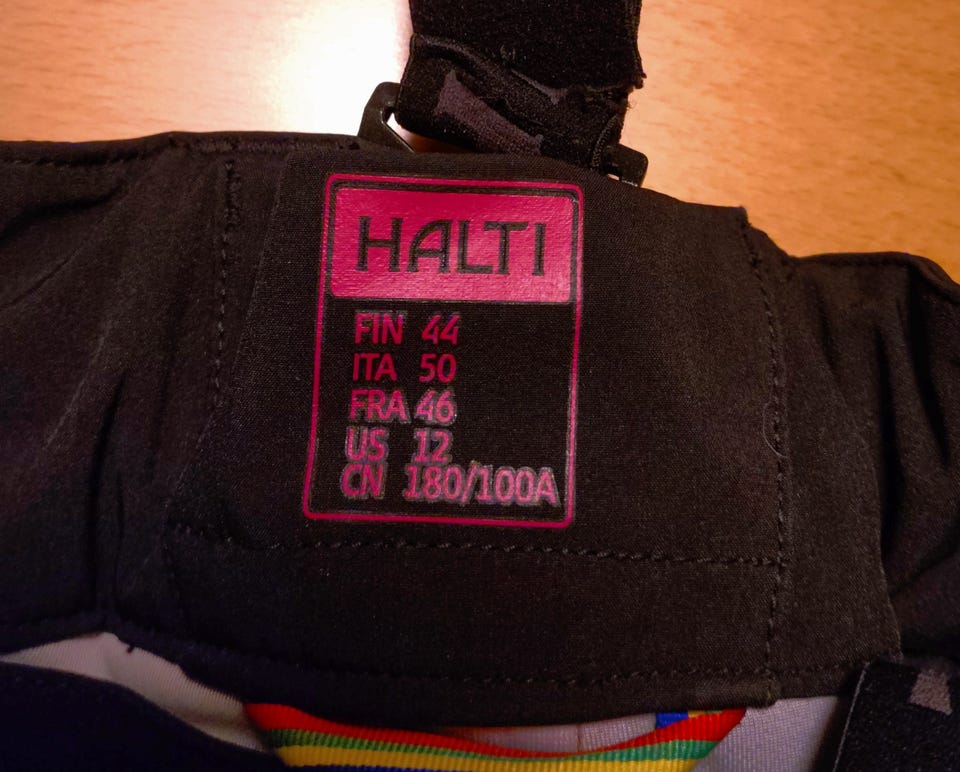 HALTI
FIN 44
ITA 50
FRA 46
US 12
CN 180/100A